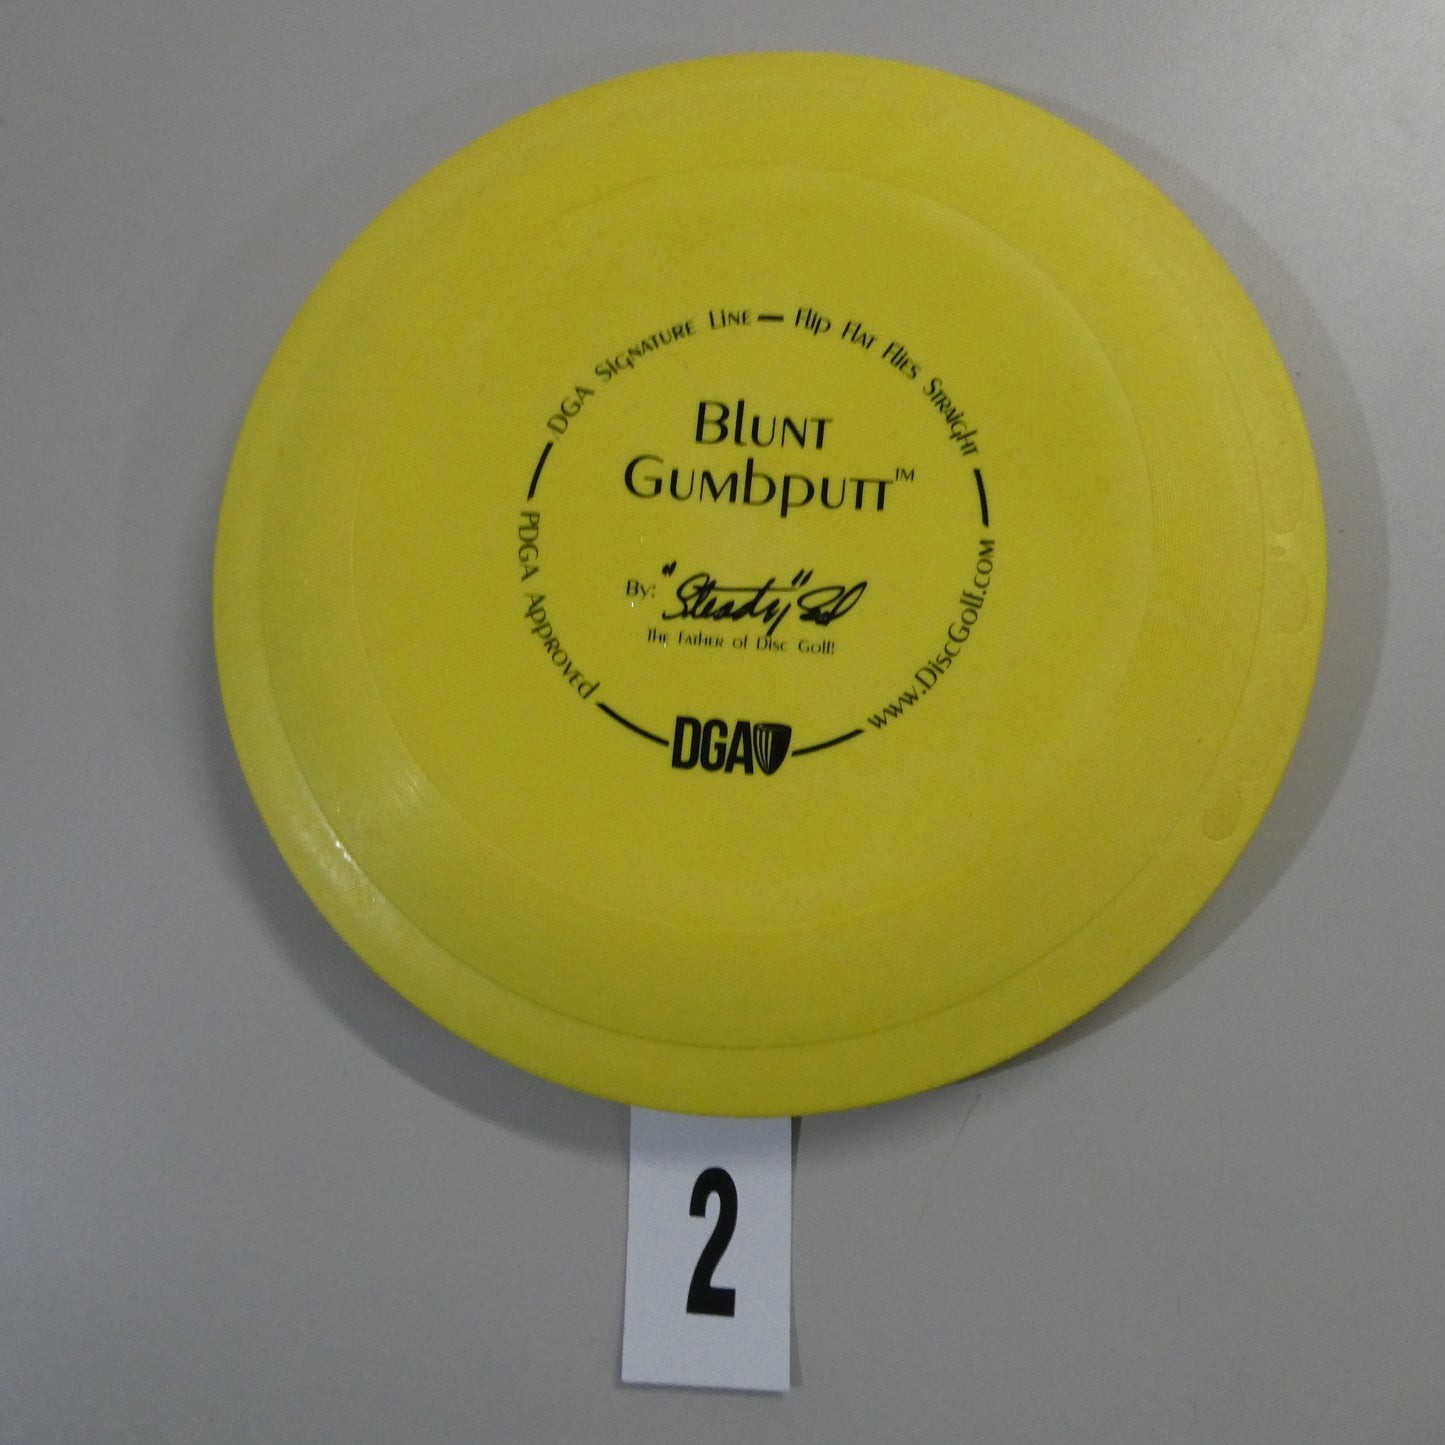 DGA Signature Line — Flip Flat Flies Straight
Blunt
Gumbputt™
By: "Steady" Ed
The Father of Disc Golf!
PDGA Approved
www.DiscGolf.com
DGA
2